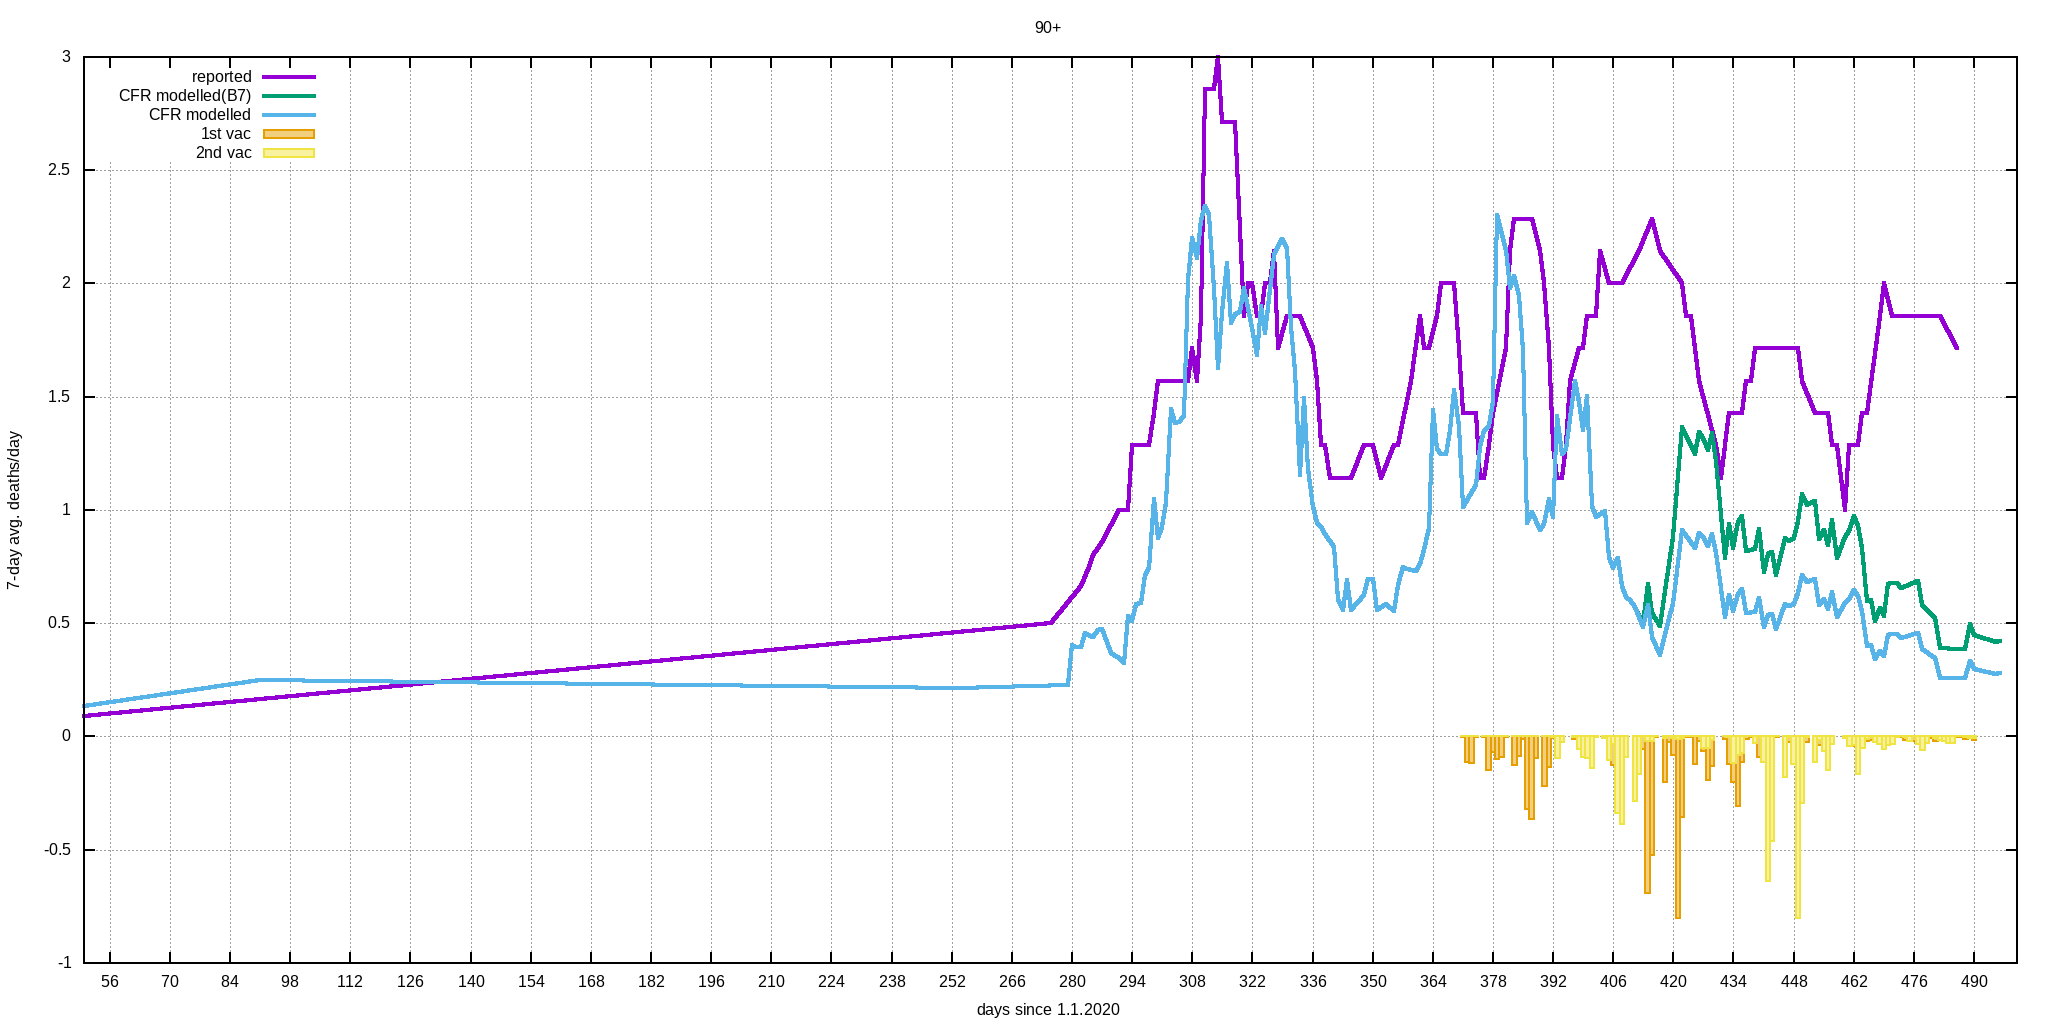 90+
reported
CFR modelled(B7)
CFR modelled
1st vac
2nd vac
3
2.5
2
1.5
1
0.5
0
-0.5
-1
7-day avg. deaths/day
56 70 84 98 112 126 140 154 168 182 196 210 224 238 252 266 280 294 308 322 336 350 364 378 392 406 420 434 448 462 476 490
days since 1.1.2020